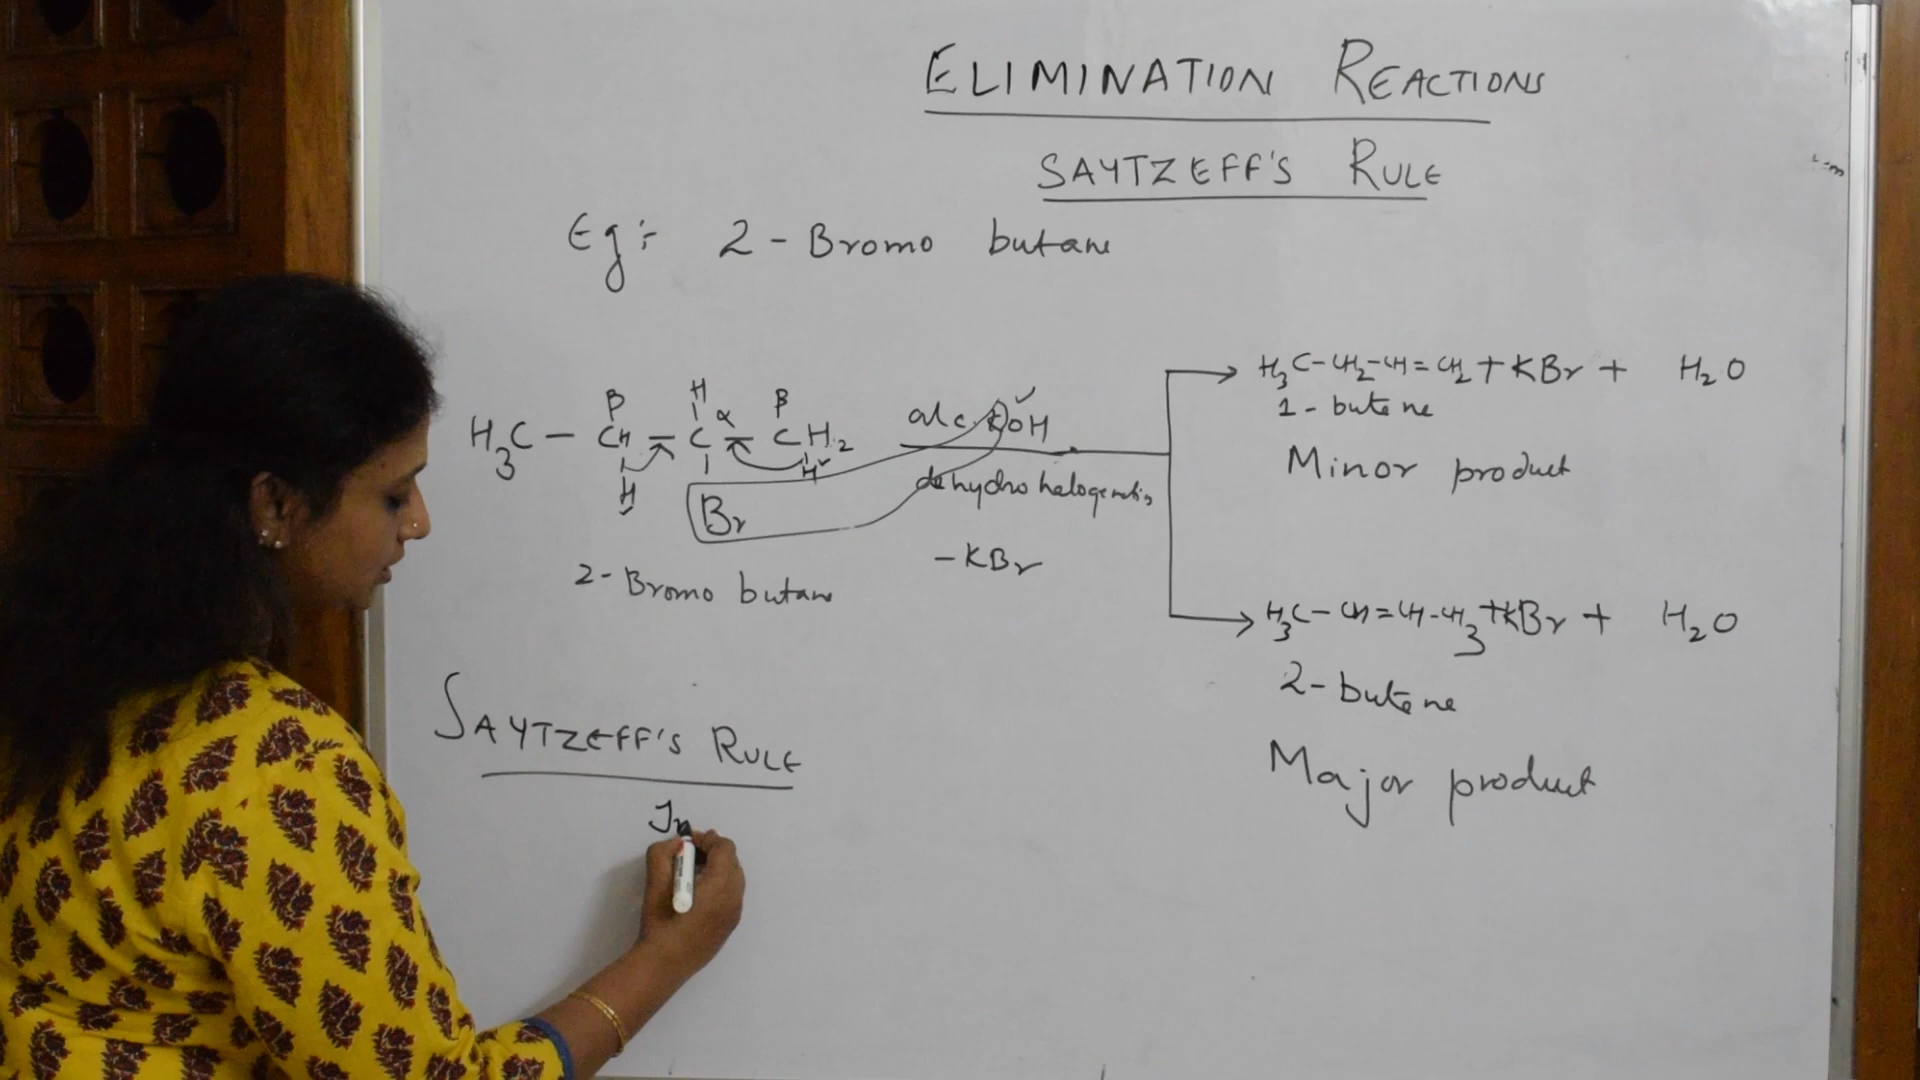 ELIMINATION REACTIONS
SAYTZEFF'S RULE
Eg:- 2-Bromo butane
H
β α β
H3C - CH - C - CH2
H Br H
alc. KOH
dehydrohalogenation
-KBr
2-Bromo butane
H3C-CH2-CH=CH2 + KBr + H2O
1-butene
Minor product
H3C-CH=CH-CH3 + KBr + H2O
2-butene
Major product
SAYTZEFF'S RULE
In